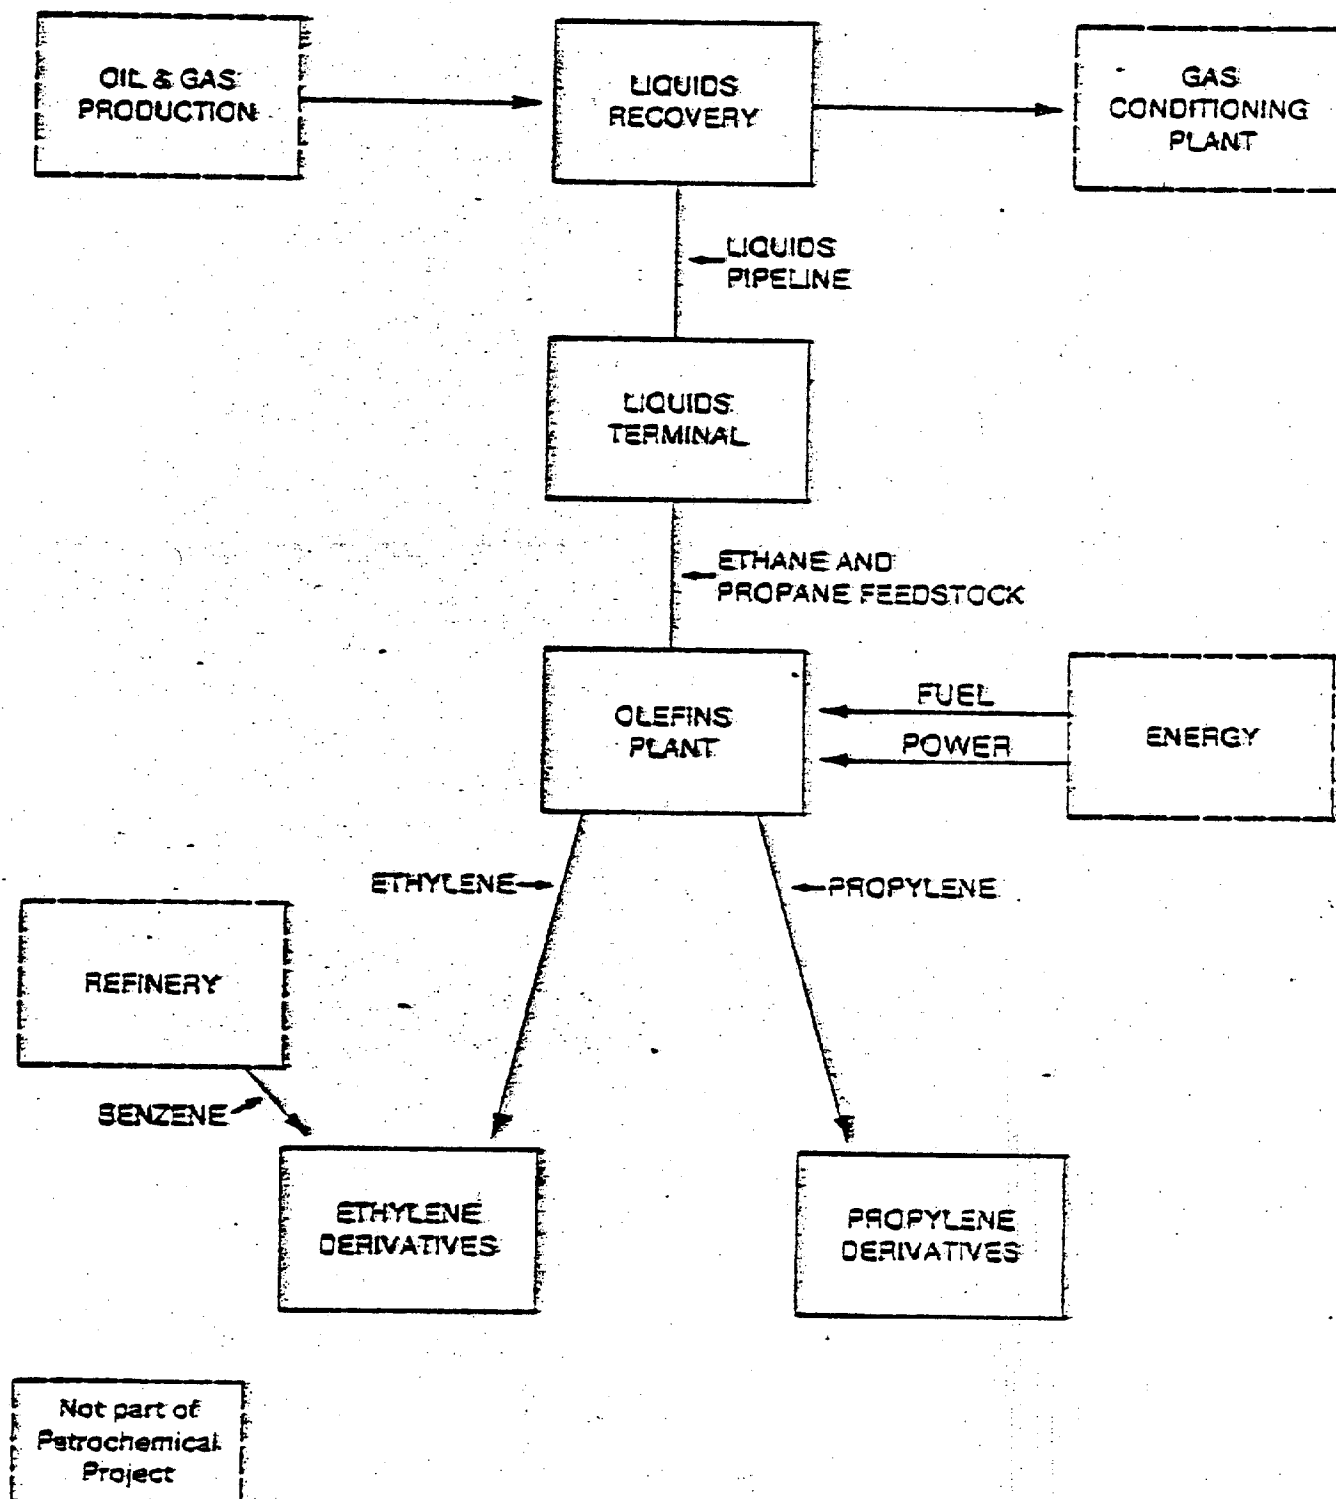 OIL & GAS
PRODUCTION
LIQUIDS
RECOVERY
GAS
CONDITIONING
PLANT
LIQUIDS
PIPELINE
LIQUIDS
TERMINAL
ETHANE AND
PROPANE FEEDSTOCK
OLEFINS
PLANT
FUEL
POWER
ENERGY
ETHYLENE
PROPYLENE
REFINERY
BENZENE
ETHYLENE
DERIVATIVES
PROPYLENE
DERIVATIVES
Not part of
Petrochemical
Project